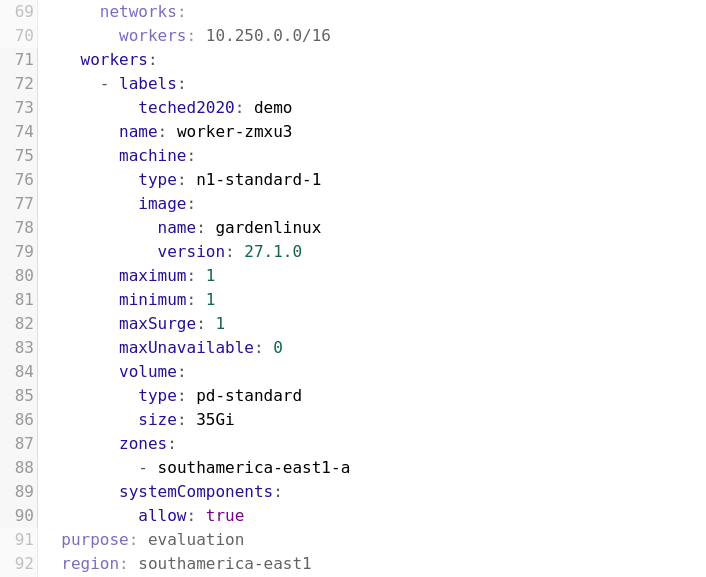 69 networks:
70 workers: 10.250.0.0/16
71 workers:
72 - labels:
73 teched2020: demo
74 name: worker-zmxu3
75 machine:
76 type: n1-standard-1
77 image:
78 name: gardenlinux
79 version: 27.1.0
80 maximum: 1
81 minimum: 1
82 maxSurge: 1
83 maxUnavailable: 0
84 volume:
85 type: pd-standard
86 size: 35Gi
87 zones:
88 - southamerica-east1-a
89 systemComponents:
90 allow: true
91 purpose: evaluation
92 region: southamerica-east1